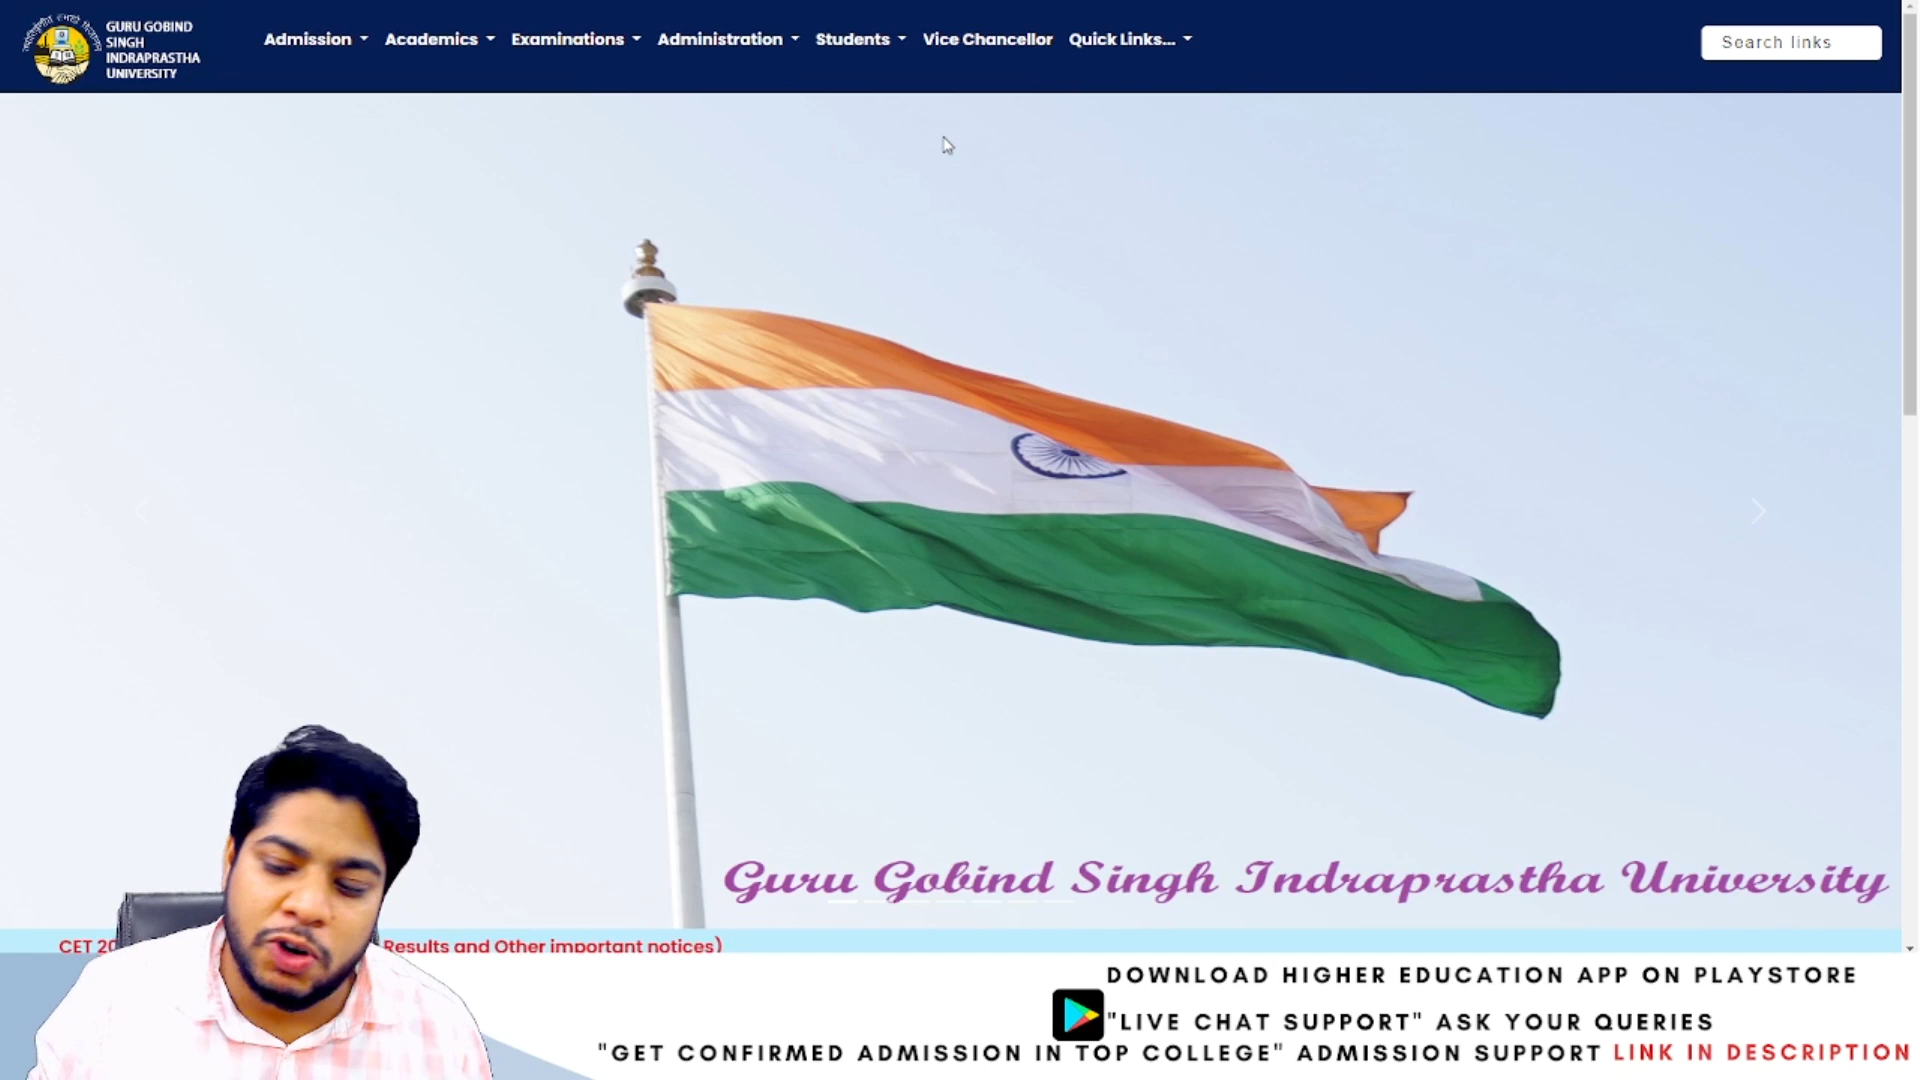 GURU GOBIND
SINGH
INDRAPRASTHA
UNIVERSITY
Admission Academics Examinations Administration Students Vice Chancellor Quick Links... Search links
Guru Gobind Singh Indraprastha University
CET Results and Other important notices)
DOWNLOAD HIGHER EDUCATION APP ON PLAYSTORE
"LIVE CHAT SUPPORT" ASK YOUR QUERIES
"GET CONFIRMED ADMISSION IN TOP COLLEGE" ADMISSION SUPPORT LINK IN DESCRIPTION